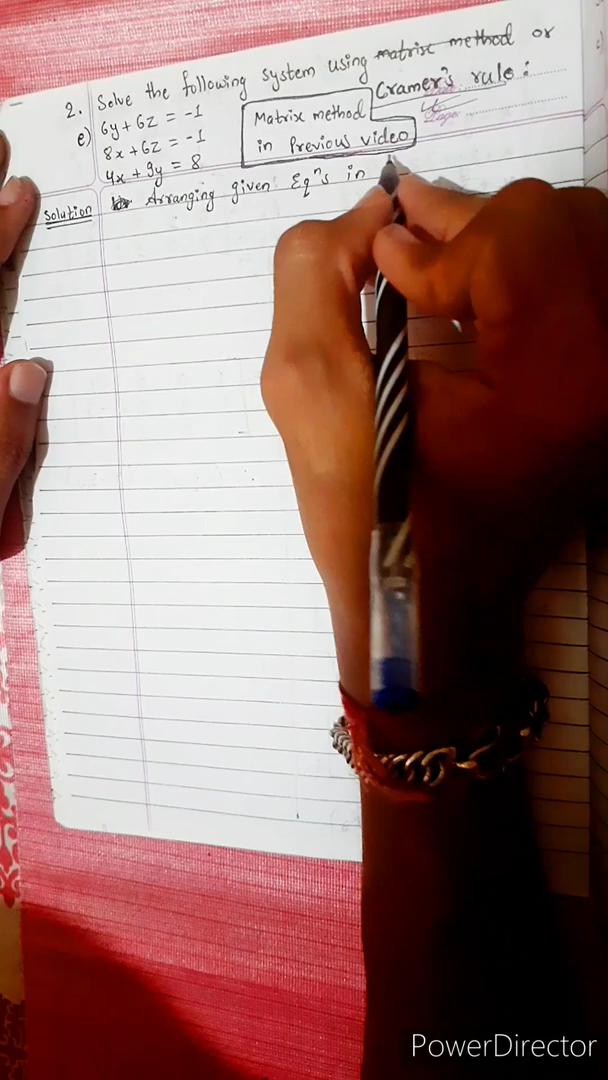 2. Solve the following system using matrix method or
Cramer's rule:
e) 6y + 6z = -1
8x + 6z = -1
4x + 9y = 8
Matrix method
in Previous video
Solution Arranging given Eqⁿs in
PowerDirector